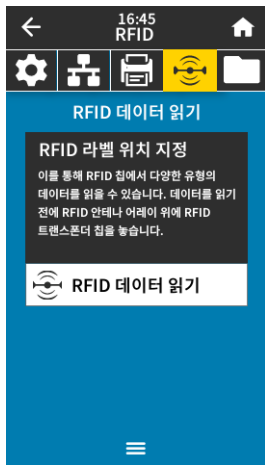 16:45
RFID
RFID 데이터 읽기
RFID 라벨 위치 지정
이를 통해 RFID 칩에서 다양한 유형의
데이터를 읽을 수 있습니다. 데이터를 읽기
전에 RFID 안테나 어레이 위에 RFID
트랜스폰더 칩을 놓습니다.
RFID 데이터 읽기